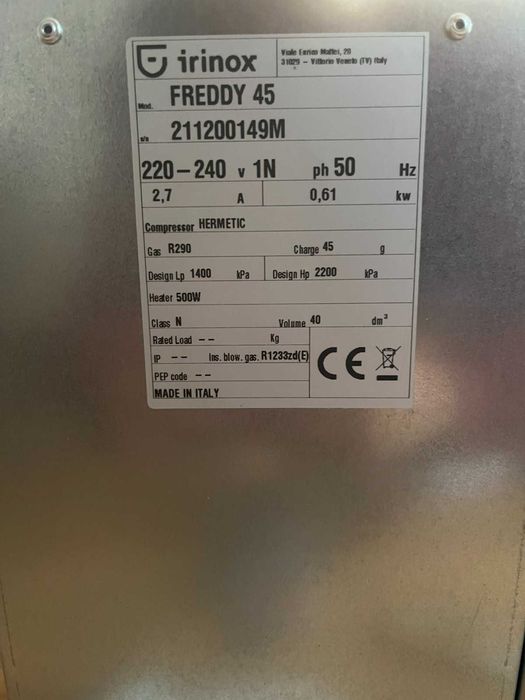 irinox
Viale Enrico Mattei, 20
31029 – Vittorio Veneto (TV) Italy
Mod. FREDDY 45
s/n 211200149M
220–240 v 1N ph 50 Hz
2,7 A 0,61 kw
Compressor HERMETIC
Gas R290 Charge 45 g
Design Lp 1400 kPa Design Hp 2200 kPa
Heater 500W
Class N Volume 40 dm³
Rated Load –– Kg
IP –– Ins. blow. gas. R1233zd(E)
PEP code ––
MADE IN ITALY
CE